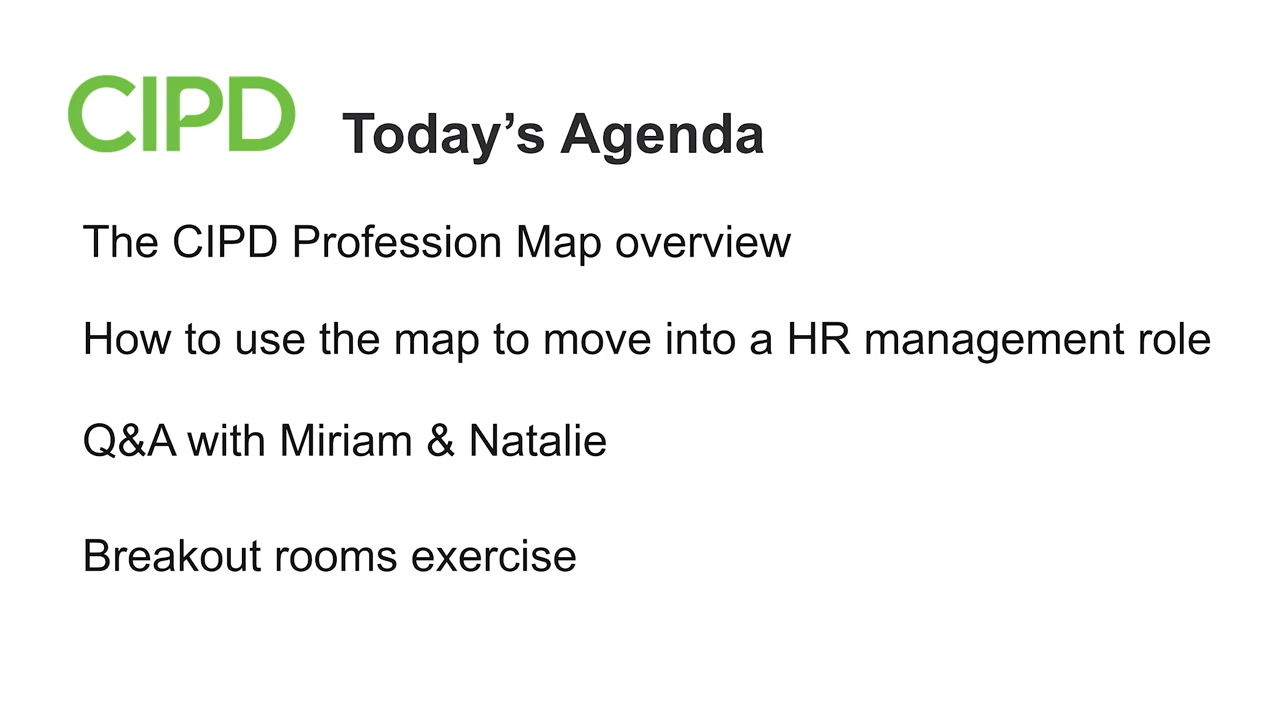 CIPD
Today’s Agenda
The CIPD Profession Map overview
How to use the map to move into a HR management role
Q&A with Miriam & Natalie
Breakout rooms exercise